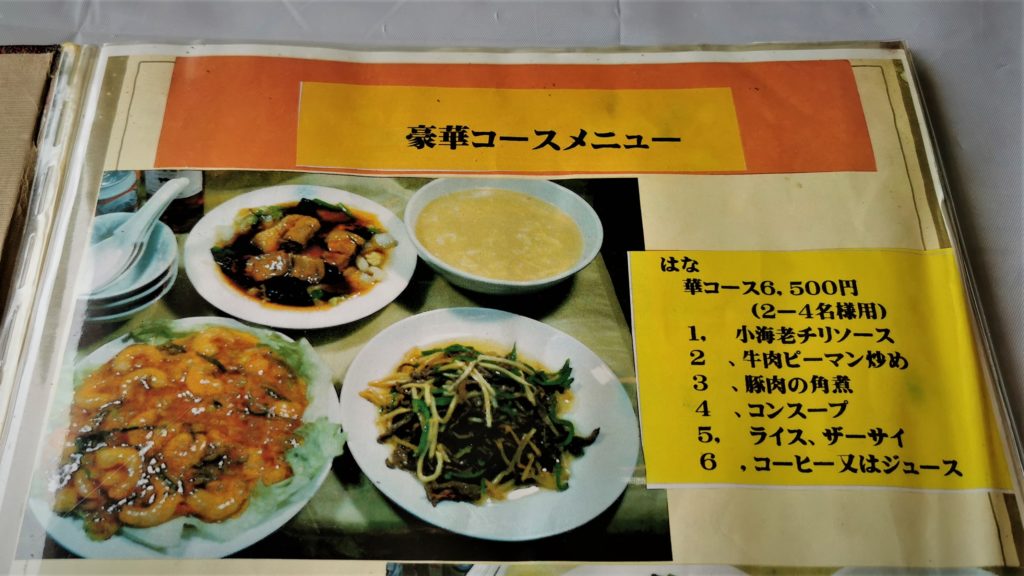 豪華コースメニュー
はな
華コース6,500円
(2ー4名様用)
1, 小海老チリソース
2 、牛肉ピーマン炒め
3 、豚肉の角煮
4 、コンスープ
5, ライス、ザーサイ
6 ,コーヒー又はジュース